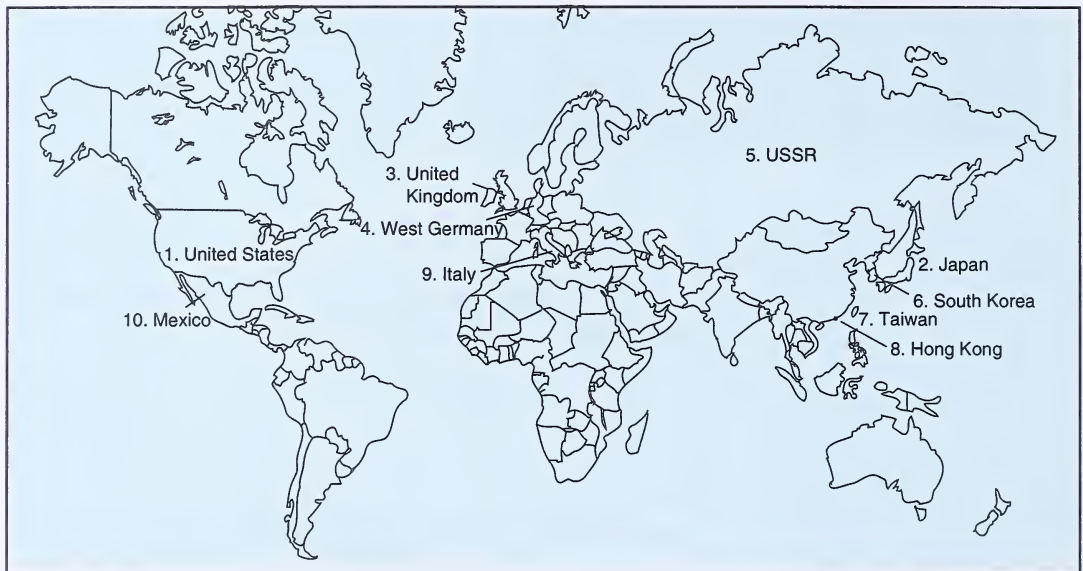 3. United
Kingdom
5. USSR
4. West Germany
1. United States
9. Italy
2. Japan
6. South Korea
10. Mexico
7. Taiwan
8. Hong Kong